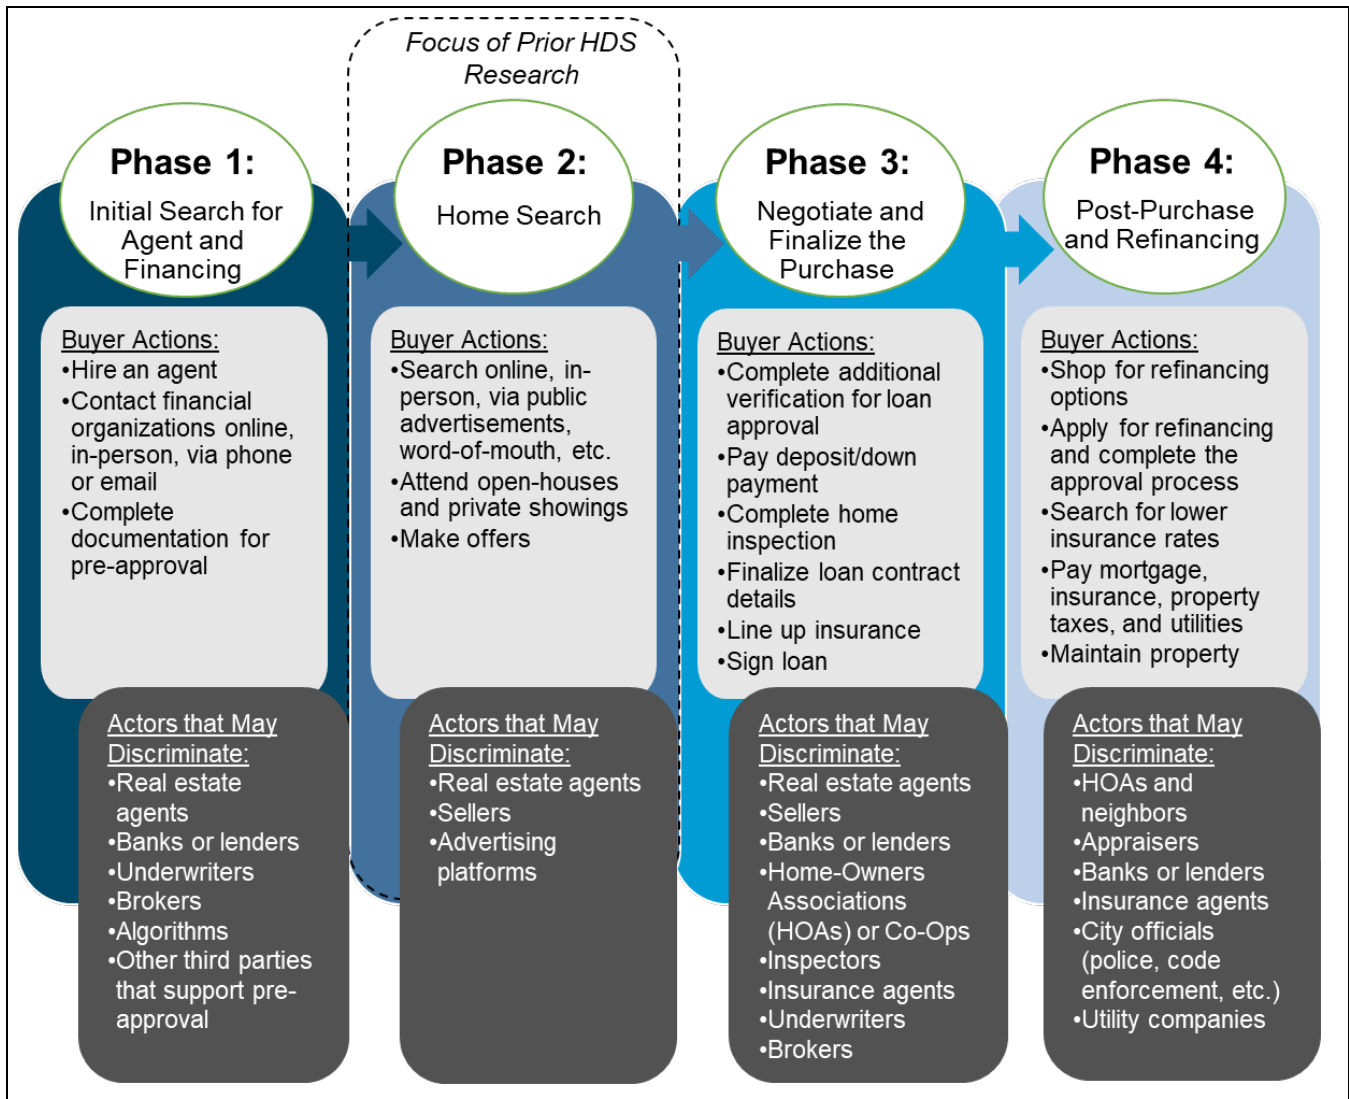 Focus of Prior HDS
Research
Phase 1:
Initial Search for
Agent and
Financing
Buyer Actions:
•Hire an agent
•Contact financial
organizations online,
in-person, via phone
or email
•Complete
documentation for
pre-approval
Actors that May
Discriminate:
•Real estate
agents
•Banks or lenders
•Underwriters
•Brokers
•Algorithms
•Other third parties
that support pre-
approval
Phase 2:
Home Search
Buyer Actions:
•Search online, in-
person, via public
advertisements,
word-of-mouth, etc.
•Attend open-houses
and private showings
•Make offers
Actors that May
Discriminate:
•Real estate agents
•Sellers
•Advertising
platforms
Phase 3:
Negotiate and
Finalize the
Purchase
Buyer Actions:
•Complete additional
verification for loan
approval
•Pay deposit/down
payment
•Complete home
inspection
•Finalize loan contract
details
•Line up insurance
•Sign loan
Actors that May
Discriminate:
•Real estate agents
•Sellers
•Banks or lenders
•Home-Owners
Associations
(HOAs) or Co-Ops
•Inspectors
•Insurance agents
•Underwriters
•Brokers
Phase 4:
Post-Purchase
and Refinancing
Buyer Actions:
•Shop for refinancing
options
•Apply for refinancing
and complete the
approval process
•Search for lower
insurance rates
•Pay mortgage,
insurance, property
taxes, and utilities
•Maintain property
Actors that May
Discriminate:
•HOAs and
neighbors
•Appraisers
•Banks or lenders
•Insurance agents
•City officials
(police, code
enforcement, etc.)
•Utility companies